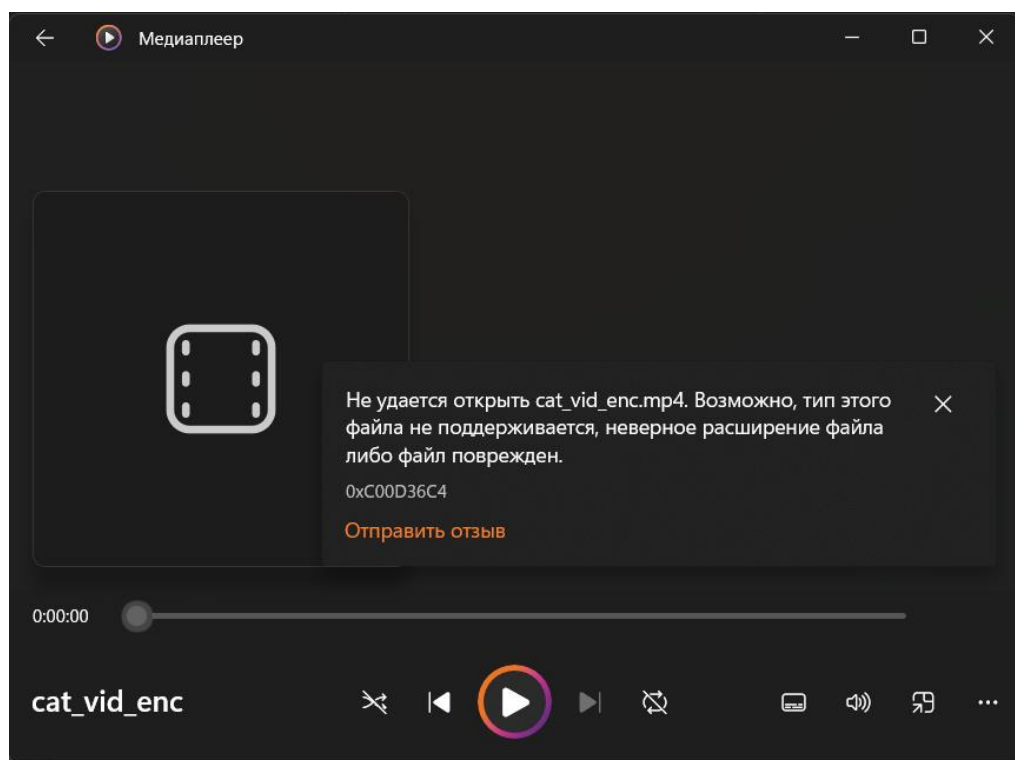 Медиаплеер
Не удается открыть cat_vid_enc.mp4. Возможно, тип этого
файла не поддерживается, неверное расширение файла
либо файл поврежден.
0xC00D36C4
Отправить отзыв
0:00:00
cat_vid_enc